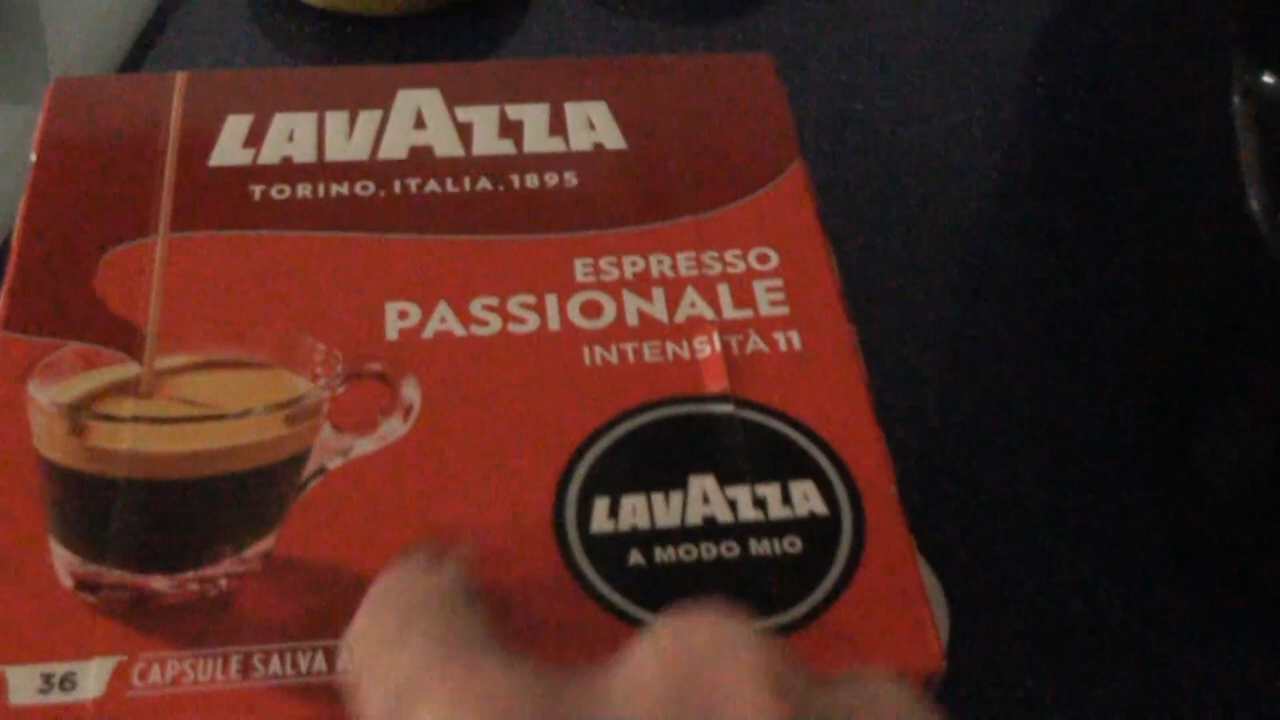 LAVAZZA
TORINO, ITALIA, 1895
ESPRESSO
PASSIONALE
INTENSITÀ 11
LAVAZZA
A MODO MIO
36
CAPSULE SALVA